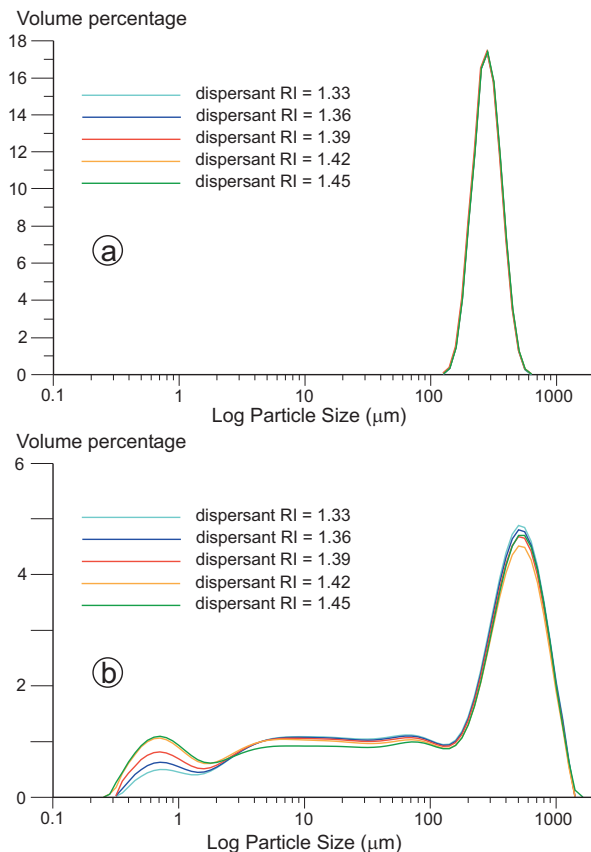 Volume percentage
18
16
14
12
10
8
6
4
2
0
dispersant RI = 1.33
dispersant RI = 1.36
dispersant RI = 1.39
dispersant RI = 1.42
dispersant RI = 1.45
a
0.1 1 10 100 1000
Log Particle Size (μm)
Volume percentage
6
4
2
0
dispersant RI = 1.33
dispersant RI = 1.36
dispersant RI = 1.39
dispersant RI = 1.42
dispersant RI = 1.45
b
0.1 1 10 100 1000
Log Particle Size (μm)